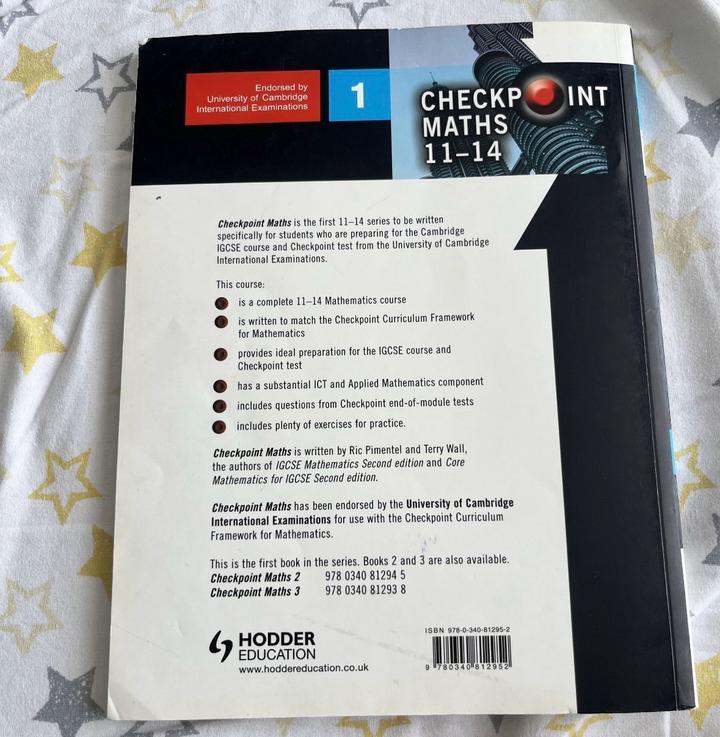 Endorsed by
University of Cambridge
International Examinations
1
CHECKPOINT
MATHS
11–14
Checkpoint Maths is the first 11–14 series to be written
specifically for students who are preparing for the Cambridge
IGCSE course and Checkpoint test from the University of Cambridge
International Examinations.
This course:
is a complete 11–14 Mathematics course
is written to match the Checkpoint Curriculum Framework
for Mathematics
provides ideal preparation for the IGCSE course and
Checkpoint test
has a substantial ICT and Applied Mathematics component
includes questions from Checkpoint end-of-module tests
includes plenty of exercises for practice.
Checkpoint Maths is written by Ric Pimentel and Terry Wall,
the authors of IGCSE Mathematics Second edition and Core
Mathematics for IGCSE Second edition.
Checkpoint Maths has been endorsed by the University of Cambridge
International Examinations for use with the Checkpoint Curriculum
Framework for Mathematics.
This is the first book in the series. Books 2 and 3 are also available.
Checkpoint Maths 2 978 0340 81294 5
Checkpoint Maths 3 978 0340 81293 8
HODDER
EDUCATION
www.hoddereducation.co.uk
ISBN 978-0-340-81295-2
9 780340 812952